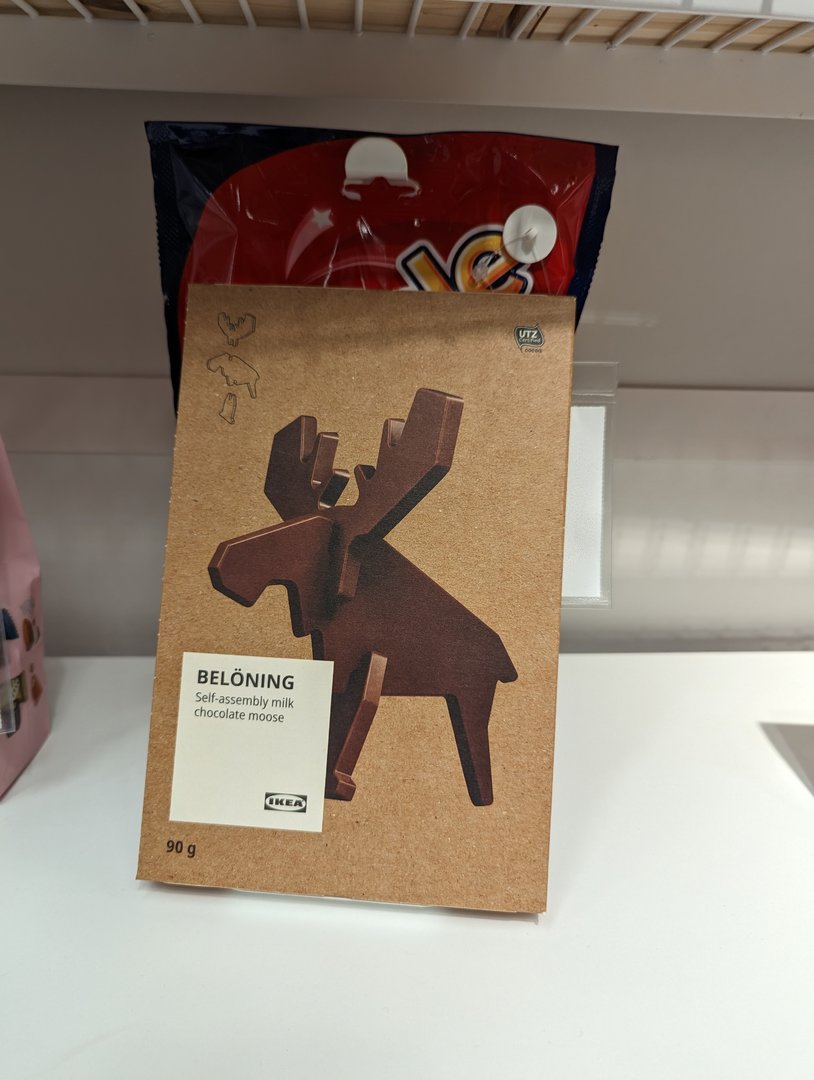 UTZ
Certified
cocoa
BELÖNING
Self-assembly milk
chocolate moose
IKEA
90 g